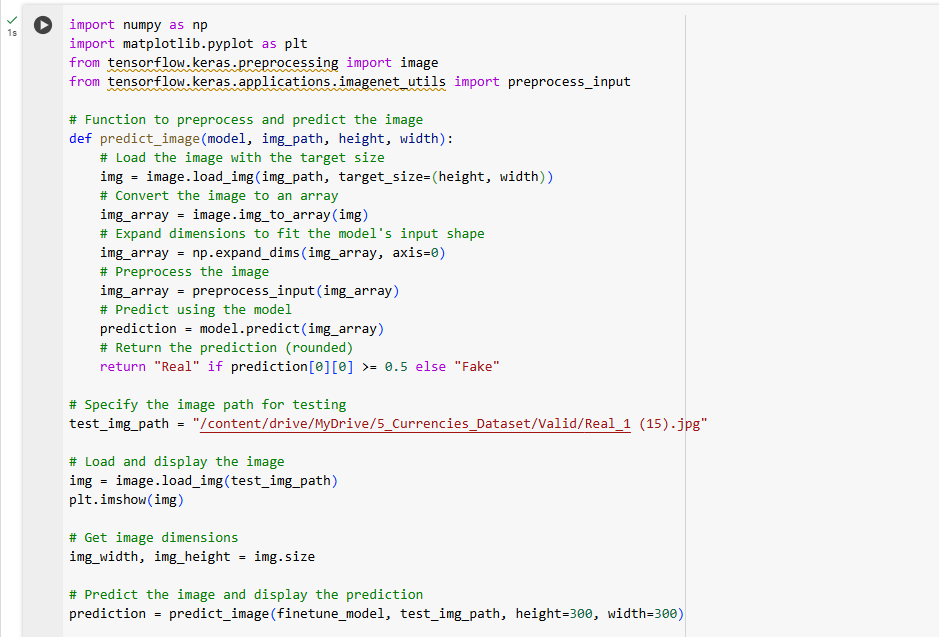 1s
import numpy as np
import matplotlib.pyplot as plt
from tensorflow.keras.preprocessing import image
from tensorflow.keras.applications.imagenet_utils import preprocess_input
# Function to preprocess and predict the image
def predict_image(model, img_path, height, width):
    # Load the image with the target size
    img = image.load_img(img_path, target_size=(height, width))
    # Convert the image to an array
    img_array = image.img_to_array(img)
    # Expand dimensions to fit the model's input shape
    img_array = np.expand_dims(img_array, axis=0)
    # Preprocess the image
    img_array = preprocess_input(img_array)
    # Predict using the model
    prediction = model.predict(img_array)
    # Return the prediction (rounded)
    return "Real" if prediction[0][0] >= 0.5 else "Fake"
# Specify the image path for testing
test_img_path = "/content/drive/MyDrive/5_Currencies_Dataset/Valid/Real_1 (15).jpg"
# Load and display the image
img = image.load_img(test_img_path)
plt.imshow(img)
# Get image dimensions
img_width, img_height = img.size
# Predict the image and display the prediction
prediction = predict_image(finetune_model, test_img_path, height=300, width=300)